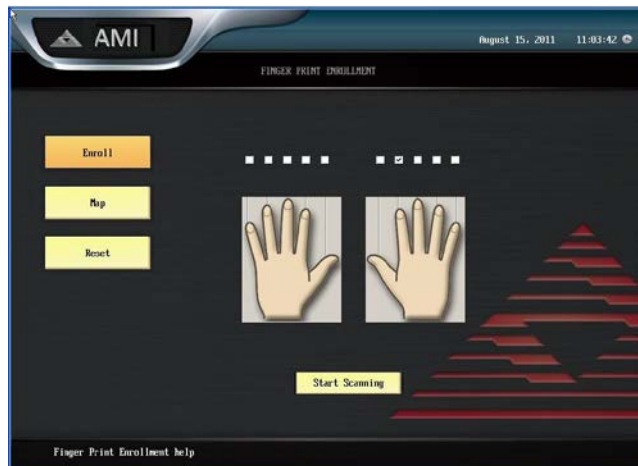 AMI
August 15, 2011 11:03:42
FINGER PRINT ENROLLMENT
Enroll
Map
Reset
Start Scanning
Finger Print Enrollment help